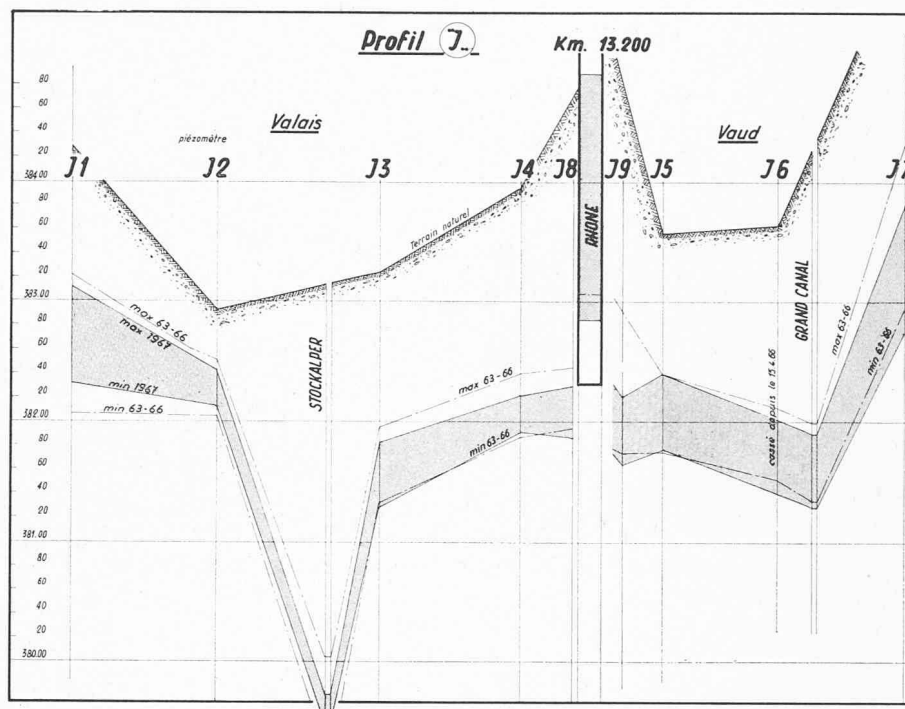 Profil J..
Km. 13.200
Valais
Vaud
piézomètre
J1
J2
J3
J4
J8
J9
J5
J6
J7
80
60
40
20
384.00
80
60
40
20
383.00
80
60
40
20
382.00
80
60
40
20
381.00
80
60
40
20
380.00
Terrain naturel
RHONE
STOCKALPER
GRAND CANAL
max 63-66
max 1967
min 1967
min 63-66
max 63-66
min 63-66
cassé depuis le 15.4.66
max 63-66
min 63-66